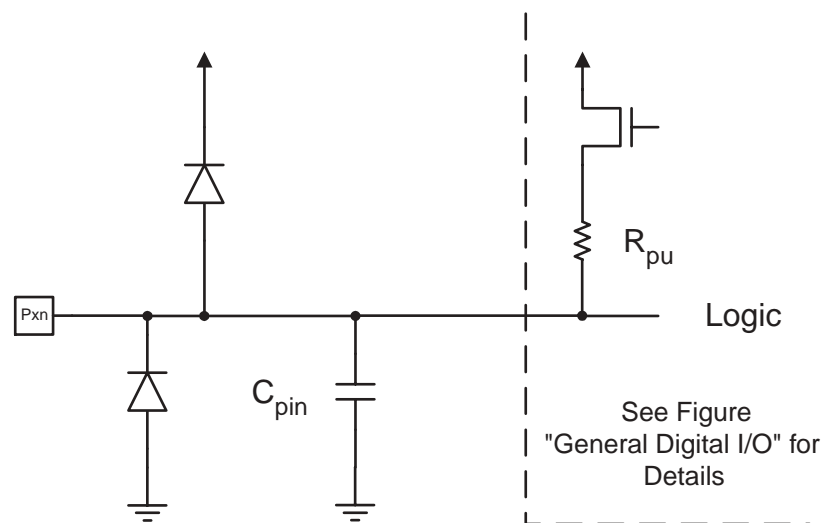 R_pu
Pxn
Logic
C_pin
See Figure
"General Digital I/O" for
Details